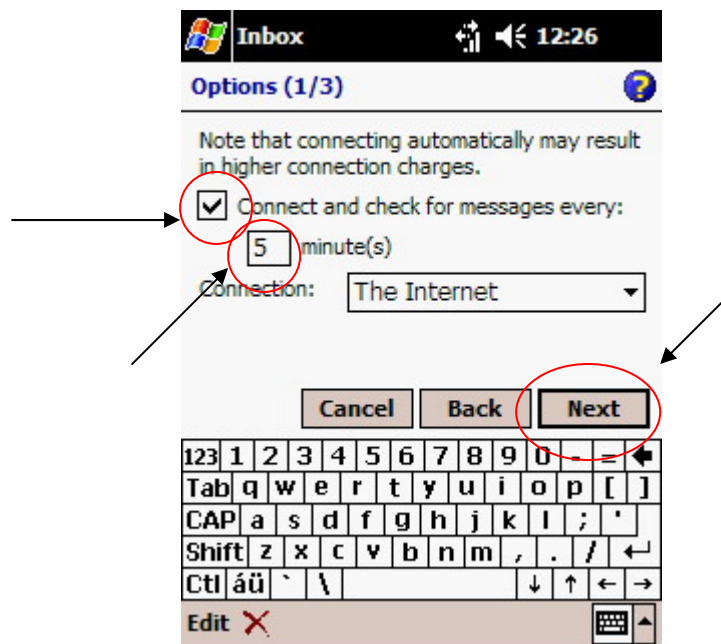 Inbox 12:26
Options (1/3)
Note that connecting automatically may result
in higher connection charges.
Connect and check for messages every:
5 minute(s)
Connection: The Internet
Cancel Back Next
123 1 2 3 4 5 6 7 8 9 0 - = 
Tab q w e r t y u i o p [ ]
CAP a s d f g h j k l ; '
Shift z x c v b n m , . / ↵
Ctl áü ` \ ↓ ↑ ← →
Edit